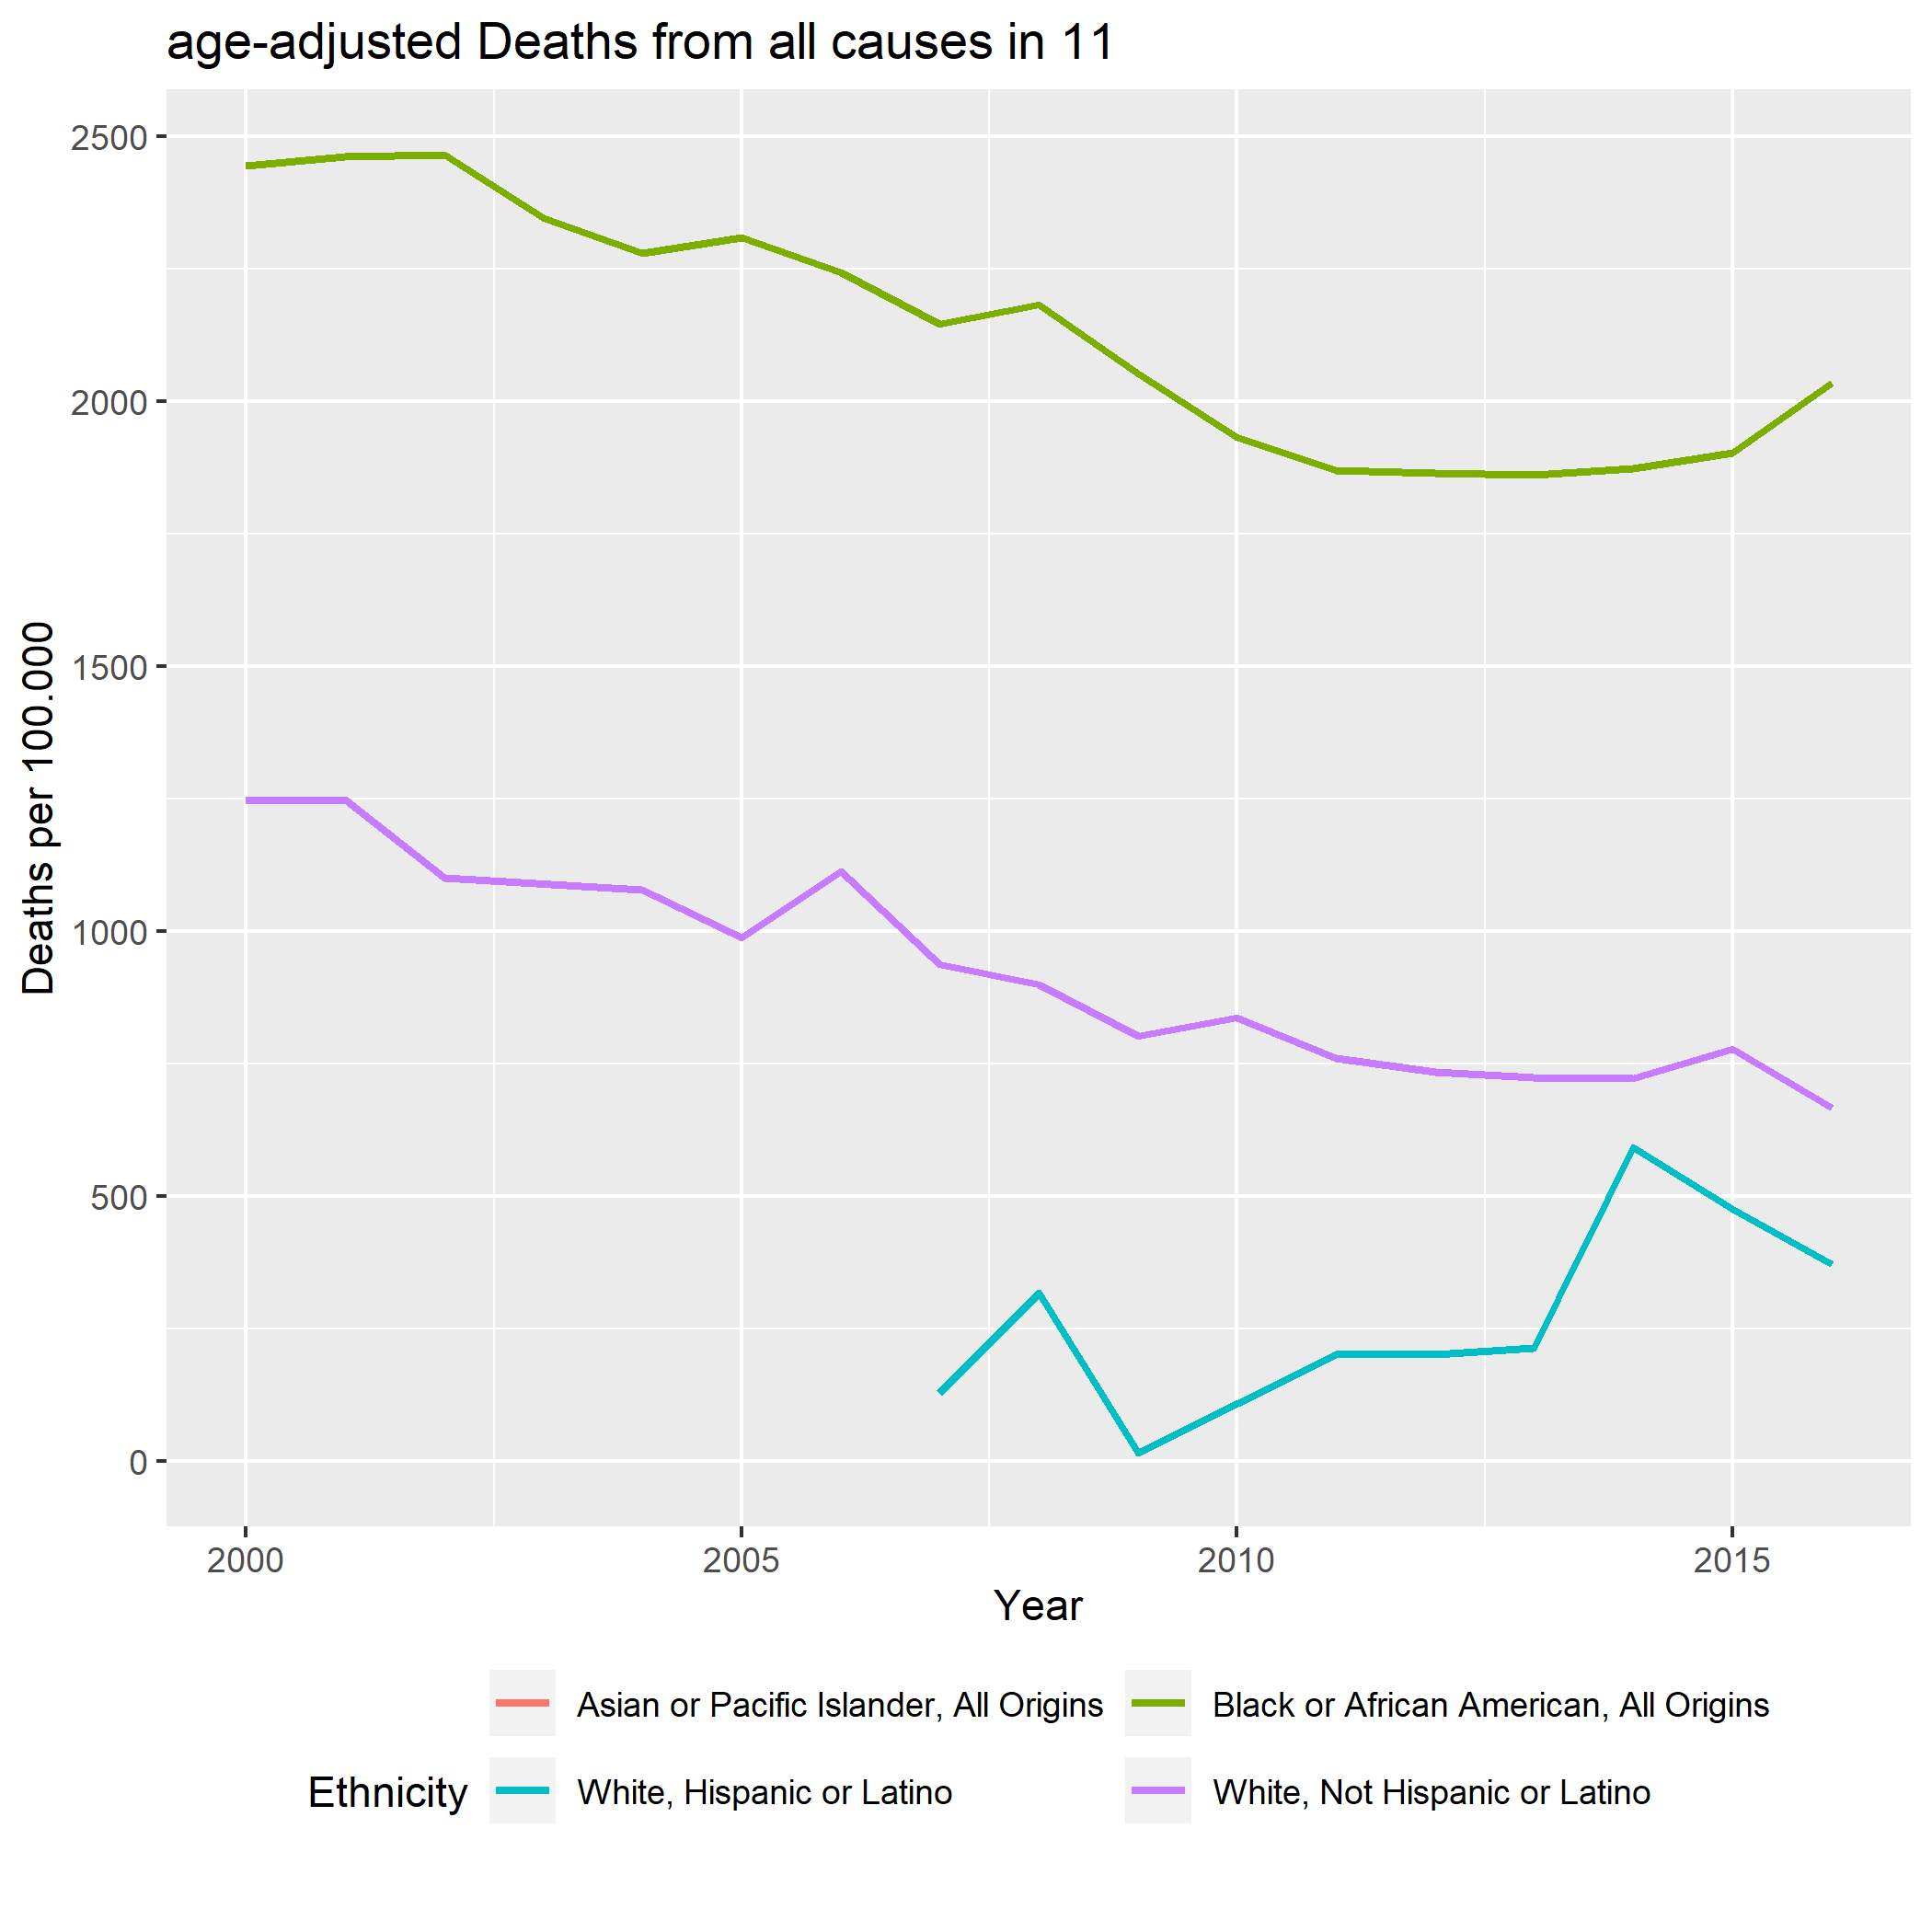 age-adjusted Deaths from all causes in 11
Deaths per 100.000
2500
2000
1500
1000
500
0
2000 2005 2010 2015
Year
Ethnicity
Asian or Pacific Islander, All Origins
Black or African American, All Origins
White, Hispanic or Latino
White, Not Hispanic or Latino